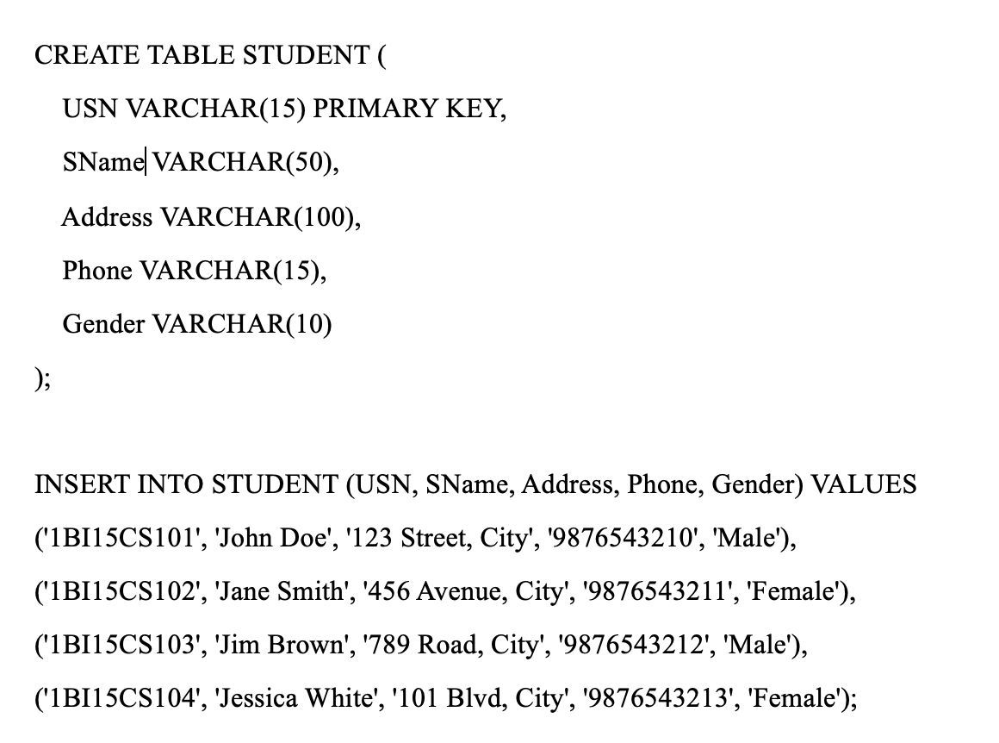 CREATE TABLE STUDENT (
USN VARCHAR(15) PRIMARY KEY,
SName VARCHAR(50),
Address VARCHAR(100),
Phone VARCHAR(15),
Gender VARCHAR(10)
);
INSERT INTO STUDENT (USN, SName, Address, Phone, Gender) VALUES
('1BI15CS101', 'John Doe', '123 Street, City', '9876543210', 'Male'),
('1BI15CS102', 'Jane Smith', '456 Avenue, City', '9876543211', 'Female'),
('1BI15CS103', 'Jim Brown', '789 Road, City', '9876543212', 'Male'),
('1BI15CS104', 'Jessica White', '101 Blvd, City', '9876543213', 'Female');